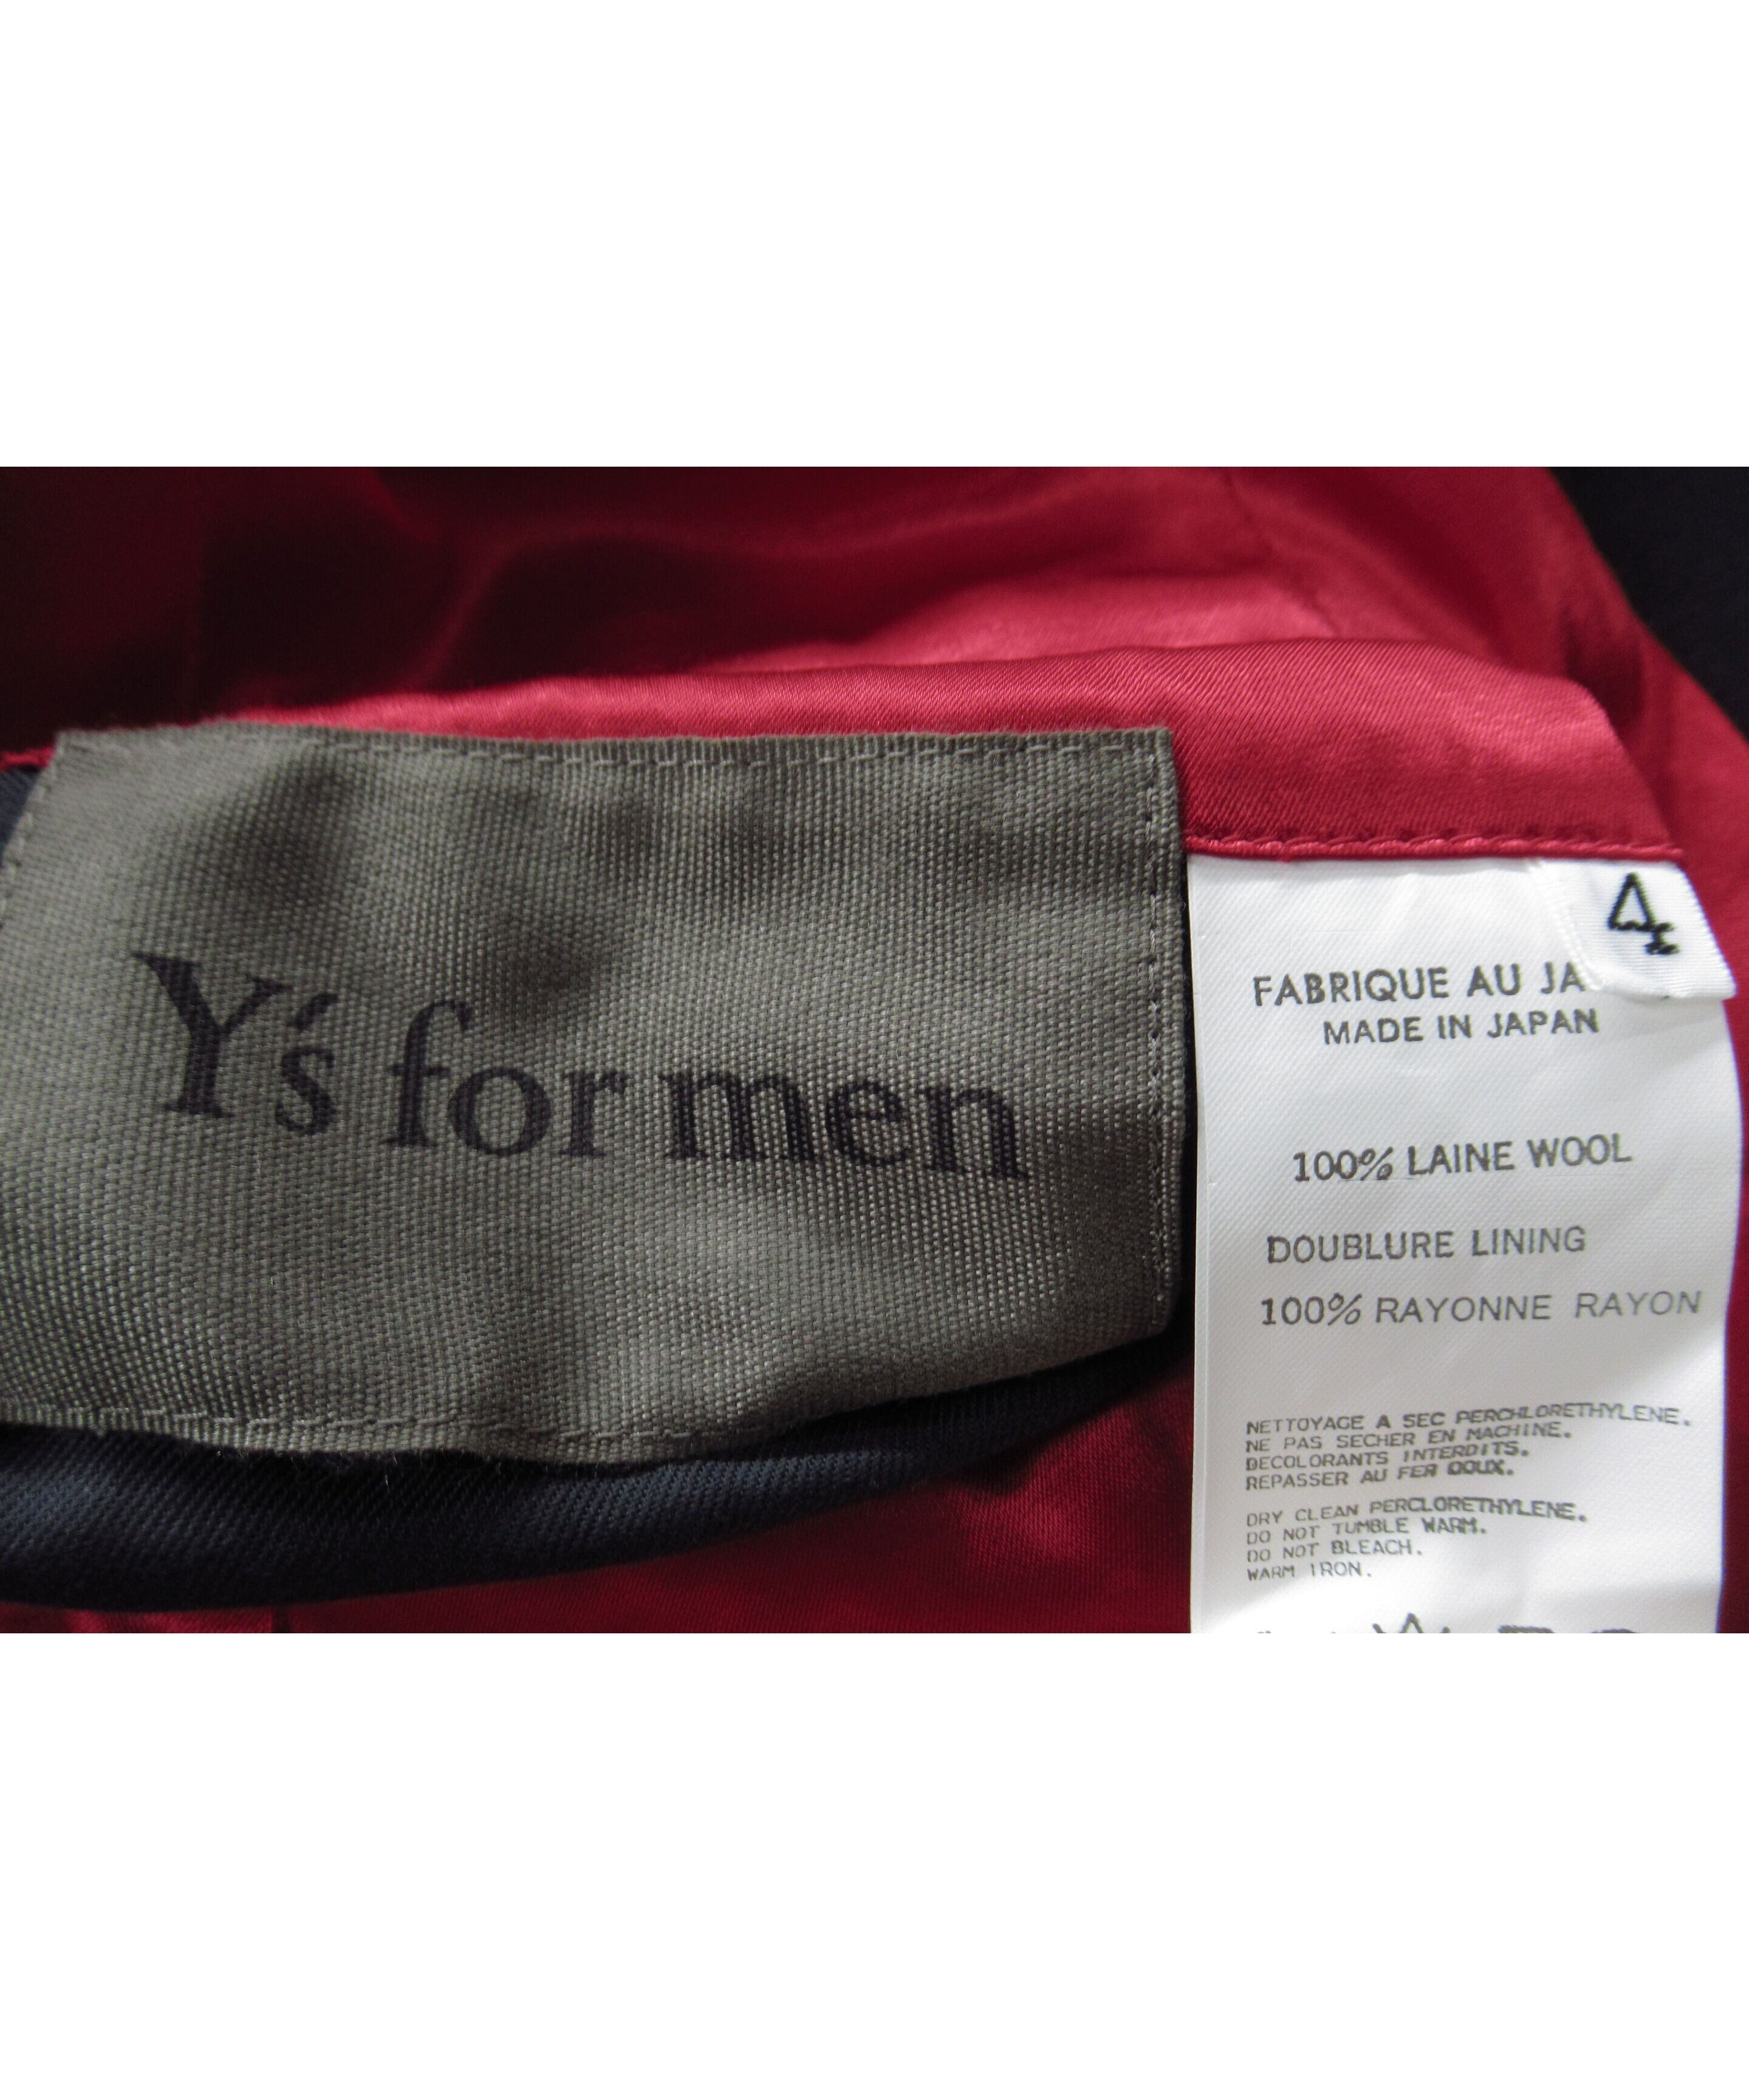 Y's for men
4
FABRIQUE AU JA
MADE IN JAPAN
100% LAINE WOOL
DOUBLURE LINING
100% RAYONNE RAYON
NETTOYAGE A SEC PERCHLORETHYLENE.
NE PAS SECHER EN MACHINE.
DECOLORANTS INTERDITS.
REPASSER AU FER DOUX.
DRY CLEAN PERCLORETHYLENE.
DO NOT TUMBLE WARM.
DO NOT BLEACH.
WARM IRON.